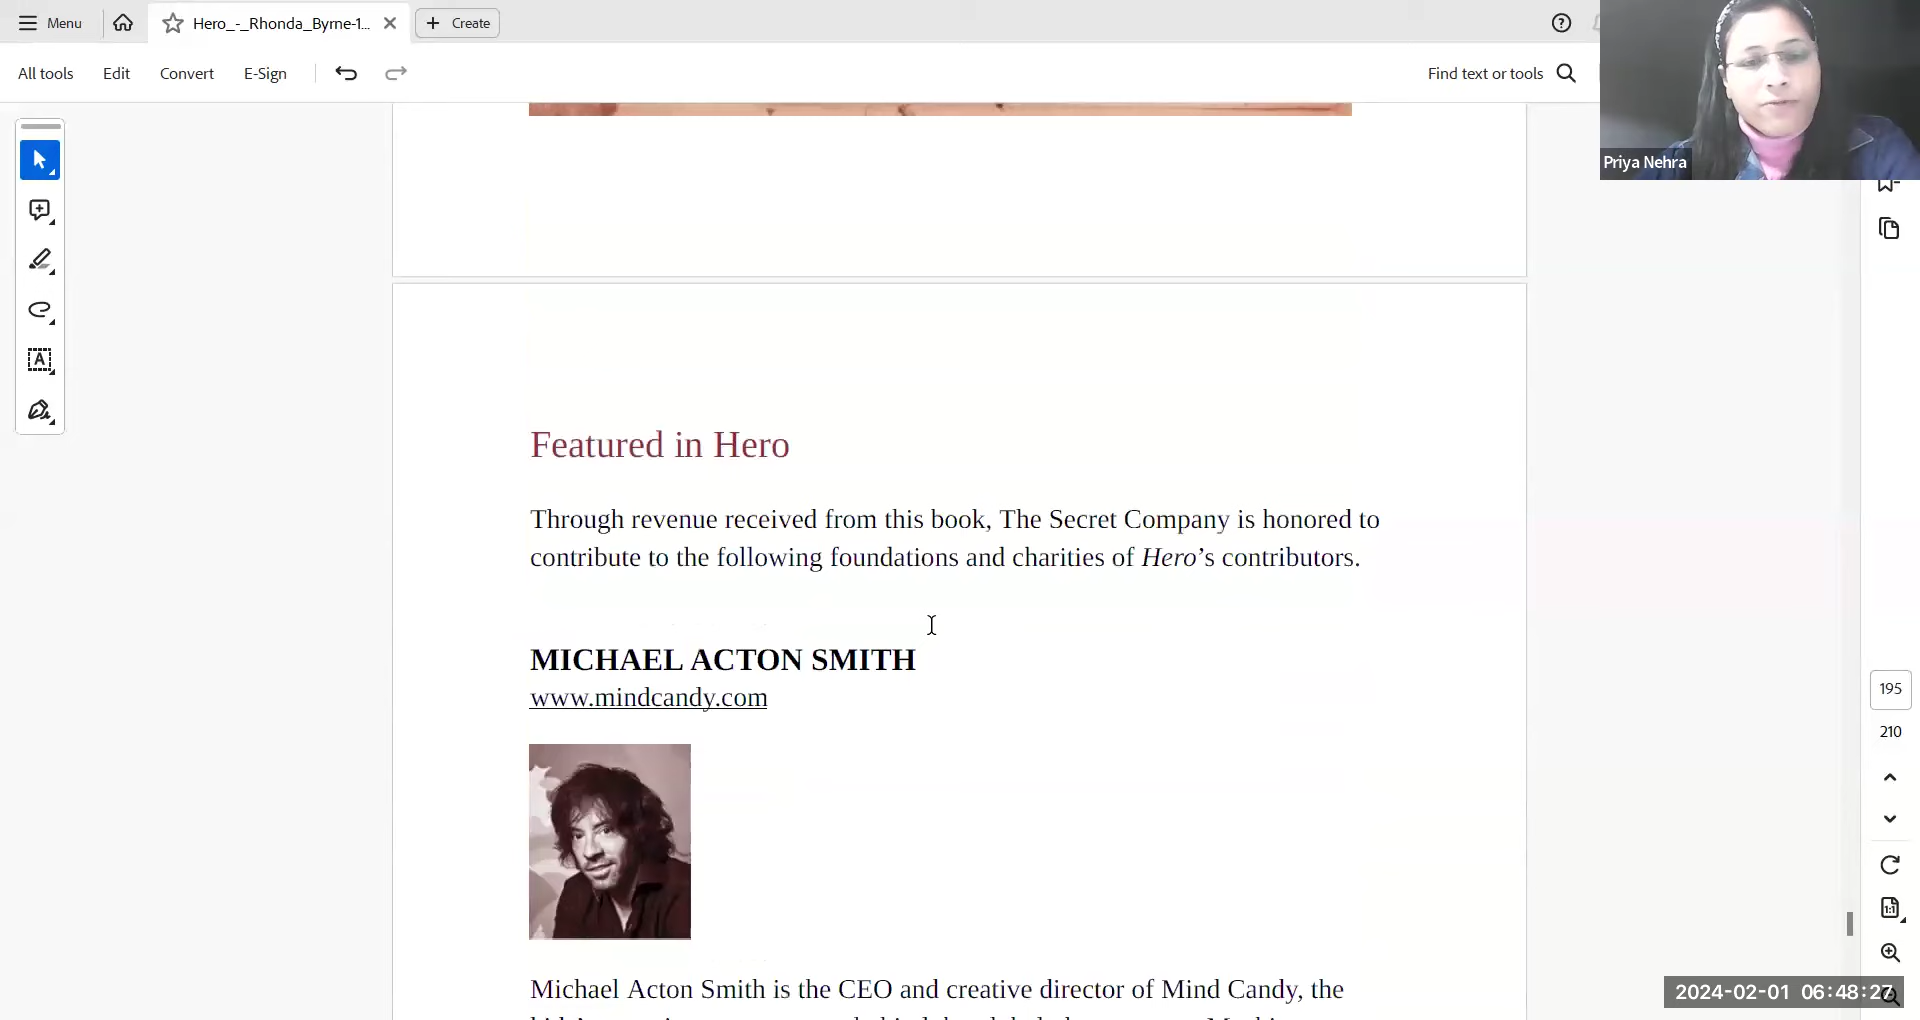 Menu
Hero_-_Rhonda_Byrne-1...
Create
All tools
Edit
Convert
E-Sign
Find text or tools
Priya Nehra
Featured in Hero
Through revenue received from this book, The Secret Company is honored to
contribute to the following foundations and charities of Hero’s contributors.
MICHAEL ACTON SMITH
www.mindcandy.com
Michael Acton Smith is the CEO and creative director of Mind Candy, the
195
210
2024-02-01 06:48:27